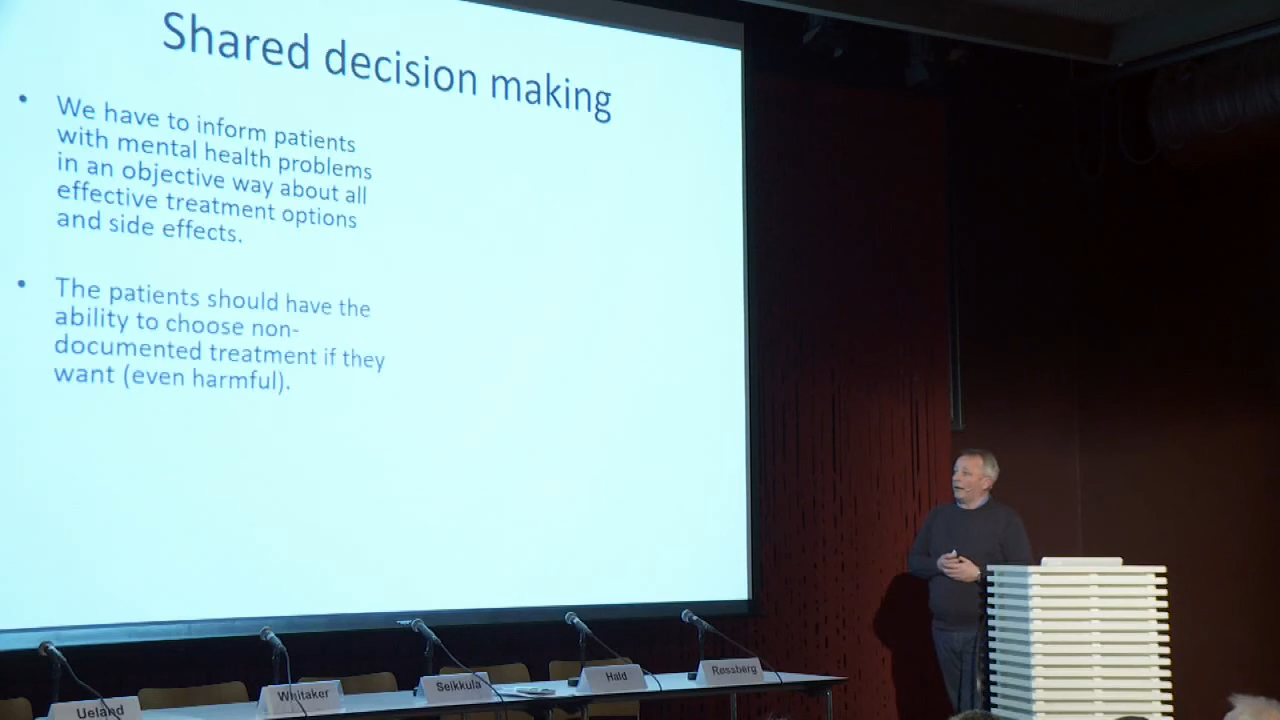 Shared decision making
• We have to inform patients
with mental health problems
in an objective way about all
effective treatment options
and side effects.
• The patients should have the
ability to choose non-
documented treatment if they
want (even harmful).
Ueland
Whitaker
Seikkula
Hald
Røssberg